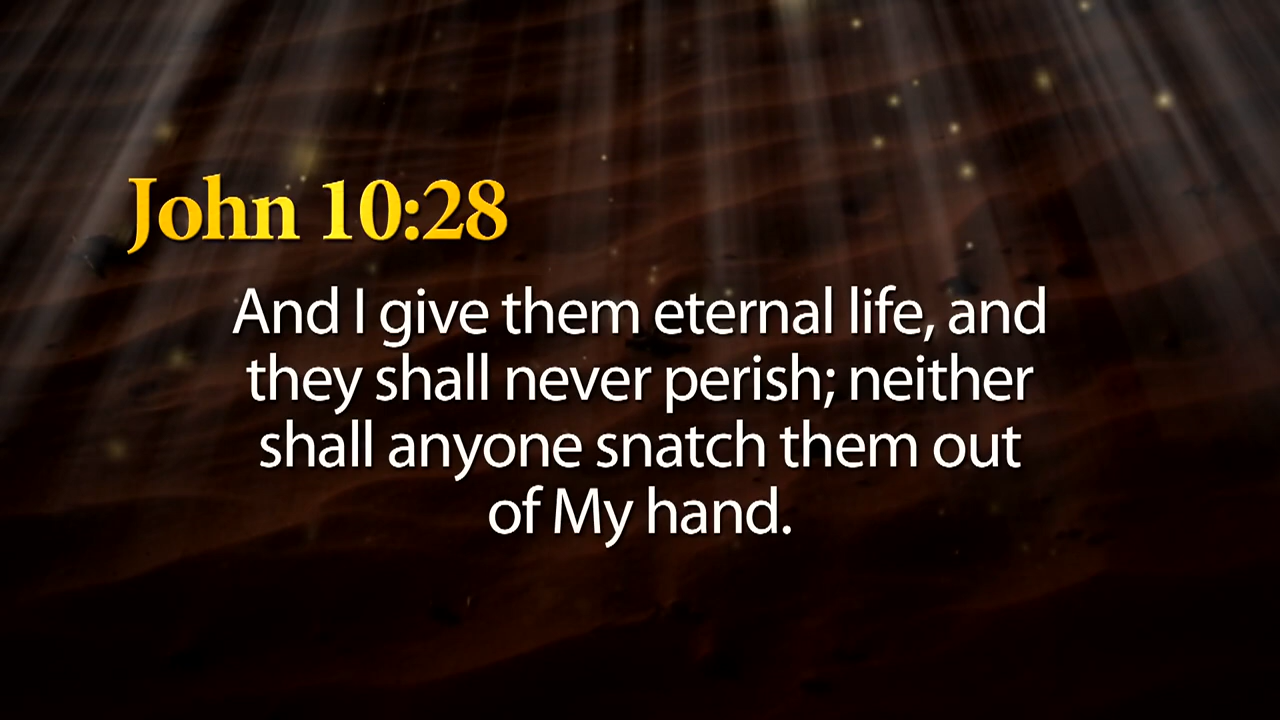 John 10:28
And I give them eternal life, and
they shall never perish; neither
shall anyone snatch them out
of My hand.